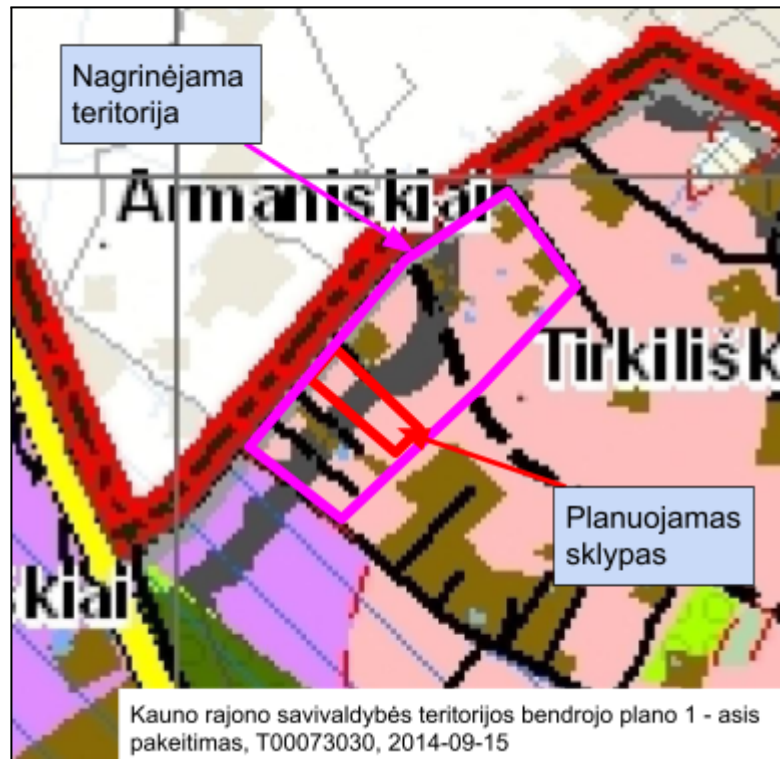 Nagrinėjama
teritorija
Armaniškiai
Tirkilišk
Planuojamas
sklypas
kiai
Kauno rajono savivaldybės teritorijos bendrojo plano 1 - asis
pakeitimas, T00073030, 2014-09-15